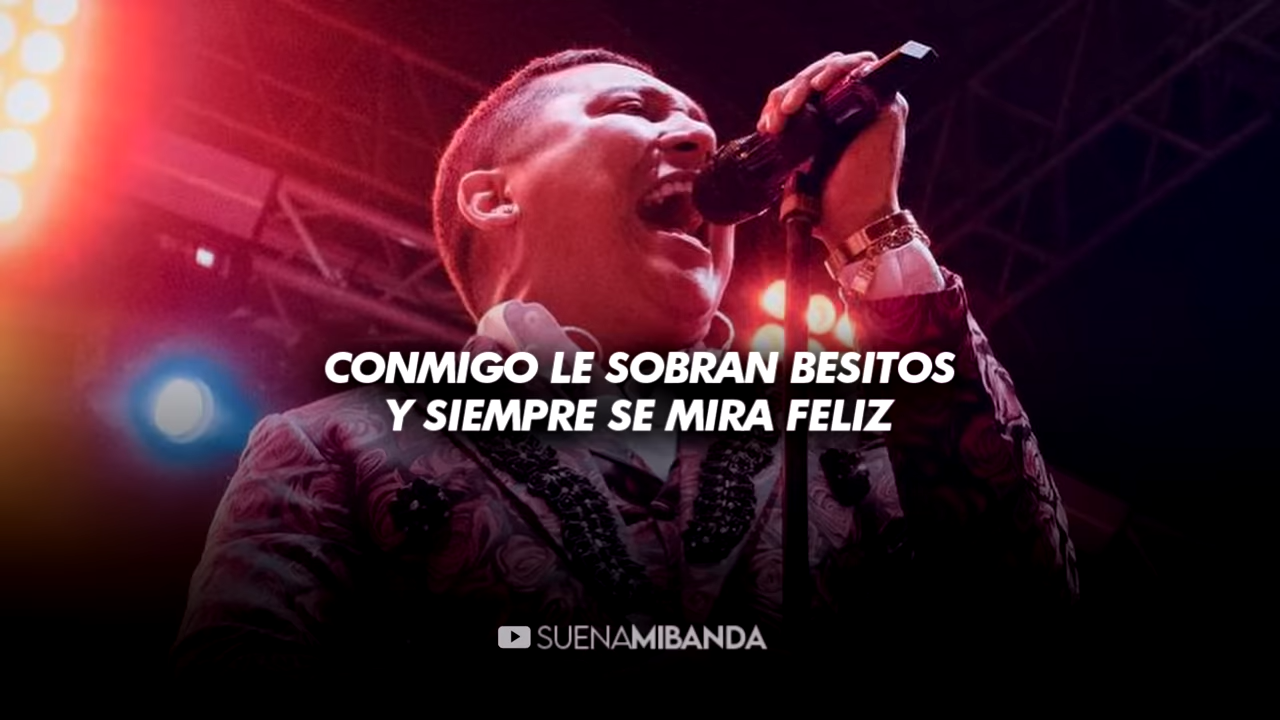 CONMIGO LE SOBRAN BESITOS
Y SIEMPRE SE MIRA FELIZ
SUENAMIBANDA